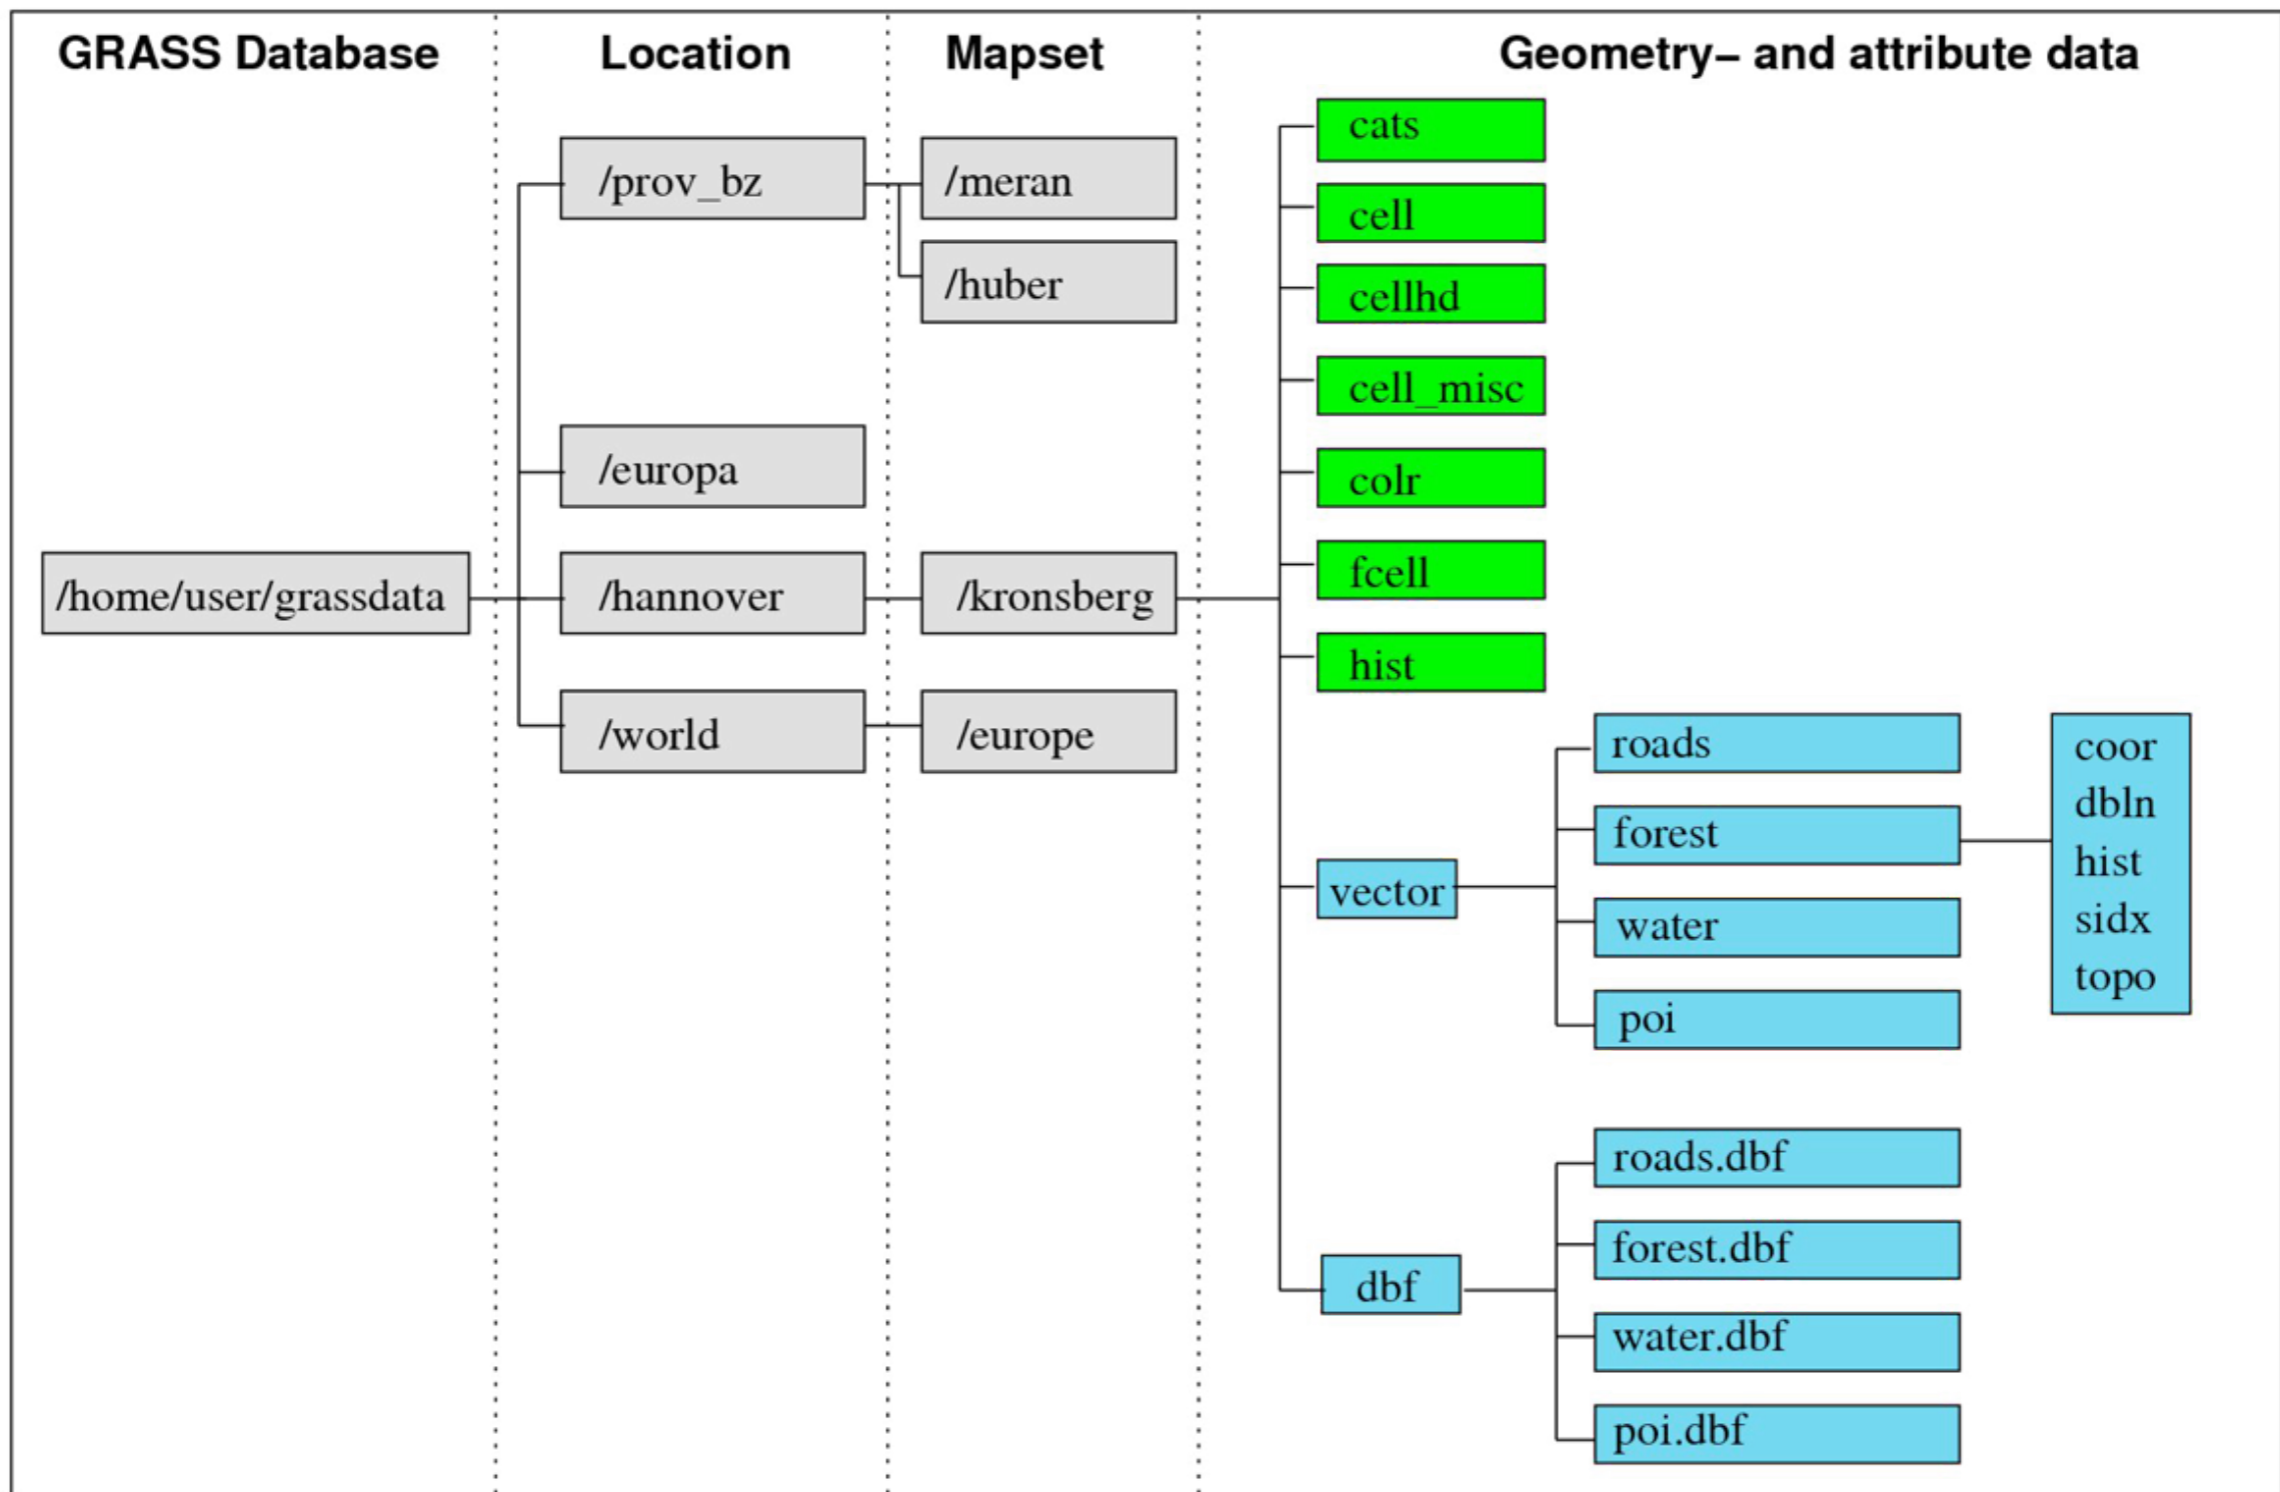 GRASS Database
Location
Mapset
Geometry– and attribute data
/home/user/grassdata
/prov_bz
/europa
/hannover
/world
/meran
/huber
/kronsberg
/europe
cats
cell
cellhd
cell_misc
colr
fcell
hist
vector
roads
forest
water
poi
coor
dbln
hist
sidx
topo
dbf
roads.dbf
forest.dbf
water.dbf
poi.dbf